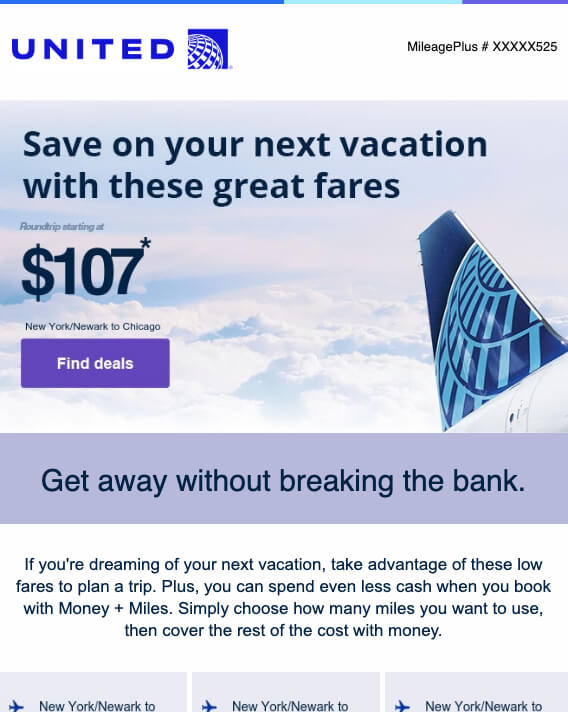 UNITED
MileagePlus # XXXXX525
Save on your next vacation
with these great fares
Roundtrip starting at
$107*
New York/Newark to Chicago
Find deals
Get away without breaking the bank.
If you're dreaming of your next vacation, take advantage of these low
fares to plan a trip. Plus, you can spend even less cash when you book
with Money + Miles. Simply choose how many miles you want to use,
then cover the rest of the cost with money.
New York/Newark to
New York/Newark to
New York/Newark to